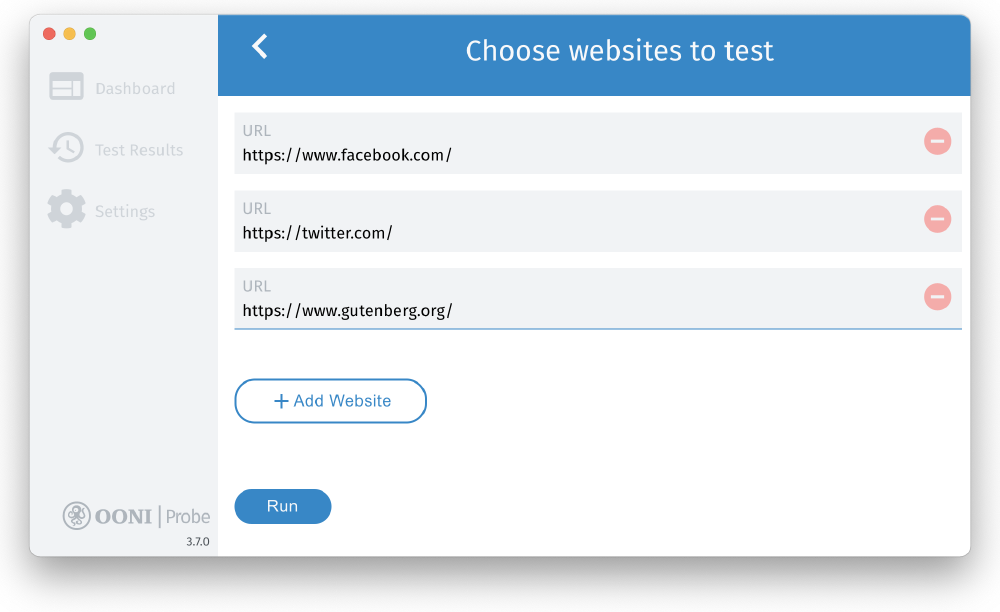 Choose websites to test
Dashboard
Test Results
Settings
URL
https://www.facebook.com/
URL
https://twitter.com/
URL
https://www.gutenberg.org/
+ Add Website
Run
OONI | Probe
3.7.0